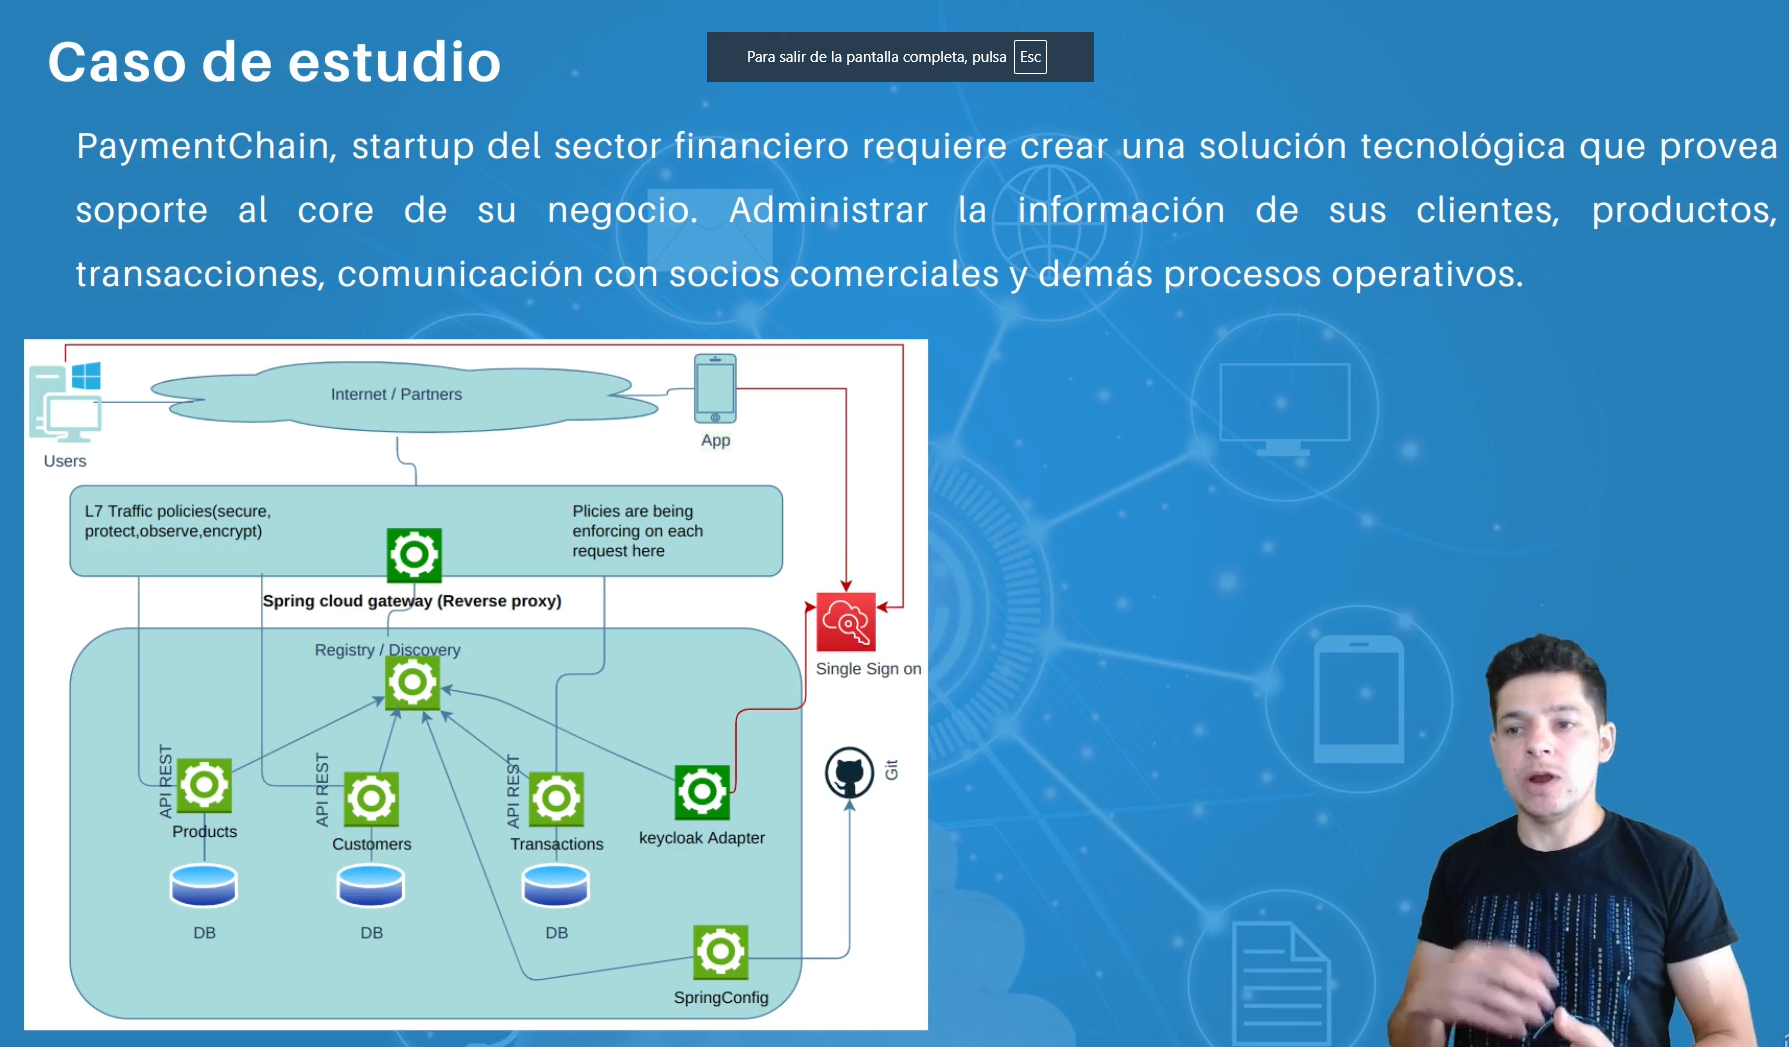 Caso de estudio
Para salir de la pantalla completa, pulsa Esc
PaymentChain, startup del sector financiero requiere crear una solución tecnológica que provea
soporte al core de su negocio. Administrar la información de sus clientes, productos,
transacciones, comunicación con socios comerciales y demás procesos operativos.
Internet / Partners
App
Users
L7 Traffic policies(secure,
protect,observe,encrypt)
Plicies are being
enforcing on each
request here
Spring cloud gateway (Reverse proxy)
Registry / Discovery
Single Sign on
API REST
Products
API REST
Customers
API REST
Transactions
keycloak Adapter
Git
DB
DB
DB
SpringConfig